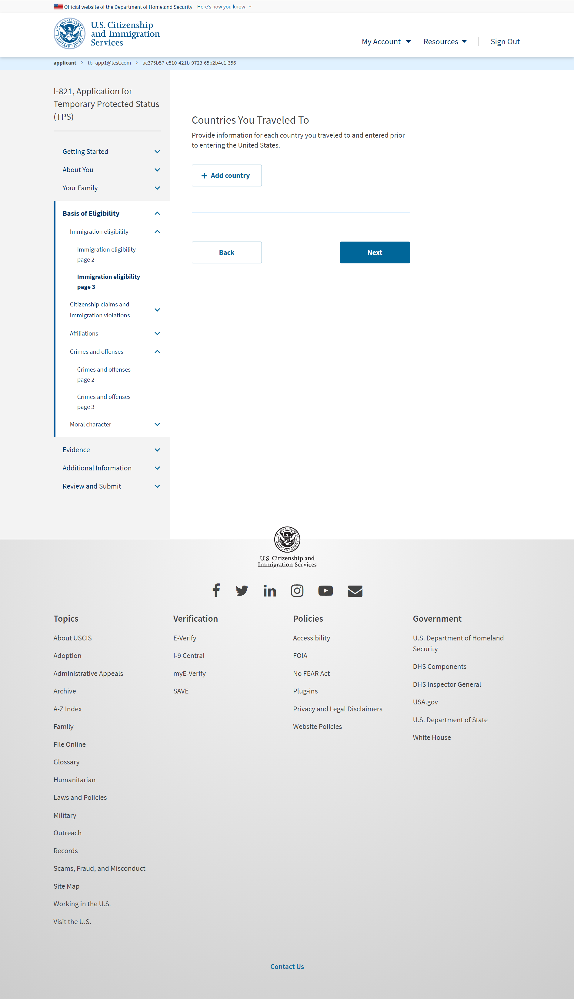 Official website of the Department of Homeland Security Here's how you know
U.S. DEPARTMENT OF HOMELAND SECURITY
U.S. Citizenship
and Immigration
Services
My Account
Resources
Sign Out
applicant > tb_app1@test.com > ac375b57-e510-421b-9723-65b2b4e1f356
I-821, Application for
Temporary Protected Status
(TPS)
Getting Started
About You
Your Family
Basis of Eligibility
Immigration eligibility
Immigration eligibility
page 2
Immigration eligibility
page 3
Citizenship claims and
immigration violations
Affiliations
Crimes and offenses
Crimes and offenses
page 2
Crimes and offenses
page 3
Moral character
Evidence
Additional Information
Review and Submit
Countries You Traveled To
Provide information for each country you traveled to and entered prior
to entering the United States.
+ Add country
Back
Next
U.S. DEPARTMENT OF HOMELAND SECURITY
U.S. Citizenship and
Immigration Services
Topics
About USCIS
Adoption
Administrative Appeals
Archive
A-Z Index
Family
File Online
Glossary
Humanitarian
Laws and Policies
Military
Outreach
Records
Scams, Fraud, and Misconduct
Site Map
Working in the U.S.
Visit the U.S.
Verification
E-Verify
I-9 Central
myE-Verify
SAVE
Policies
Accessibility
FOIA
No FEAR Act
Plug-ins
Privacy and Legal Disclaimers
Website Policies
Government
U.S. Department of Homeland
Security
DHS Components
DHS Inspector General
USA.gov
U.S. Department of State
White House
Contact Us